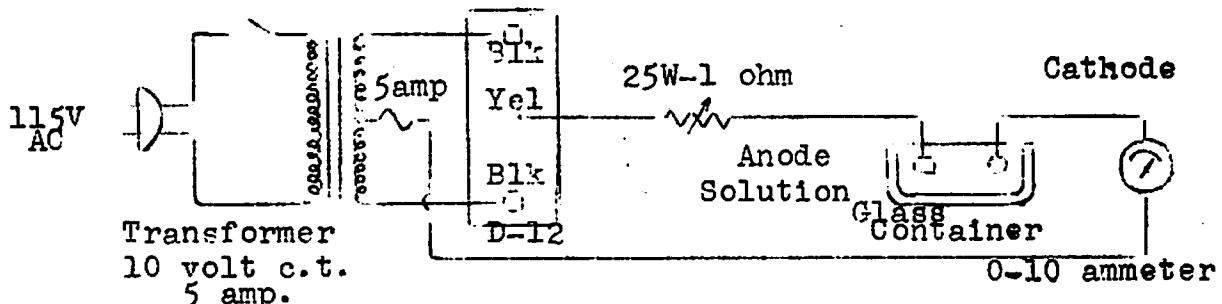 115V
AC
Transformer
10 volt c.t.
5 amp.
5amp
Blk
Yel
Blk
D-12
25W-1 ohm
Anode
Solution
Glass
Container
Cathode
0-10 ammeter